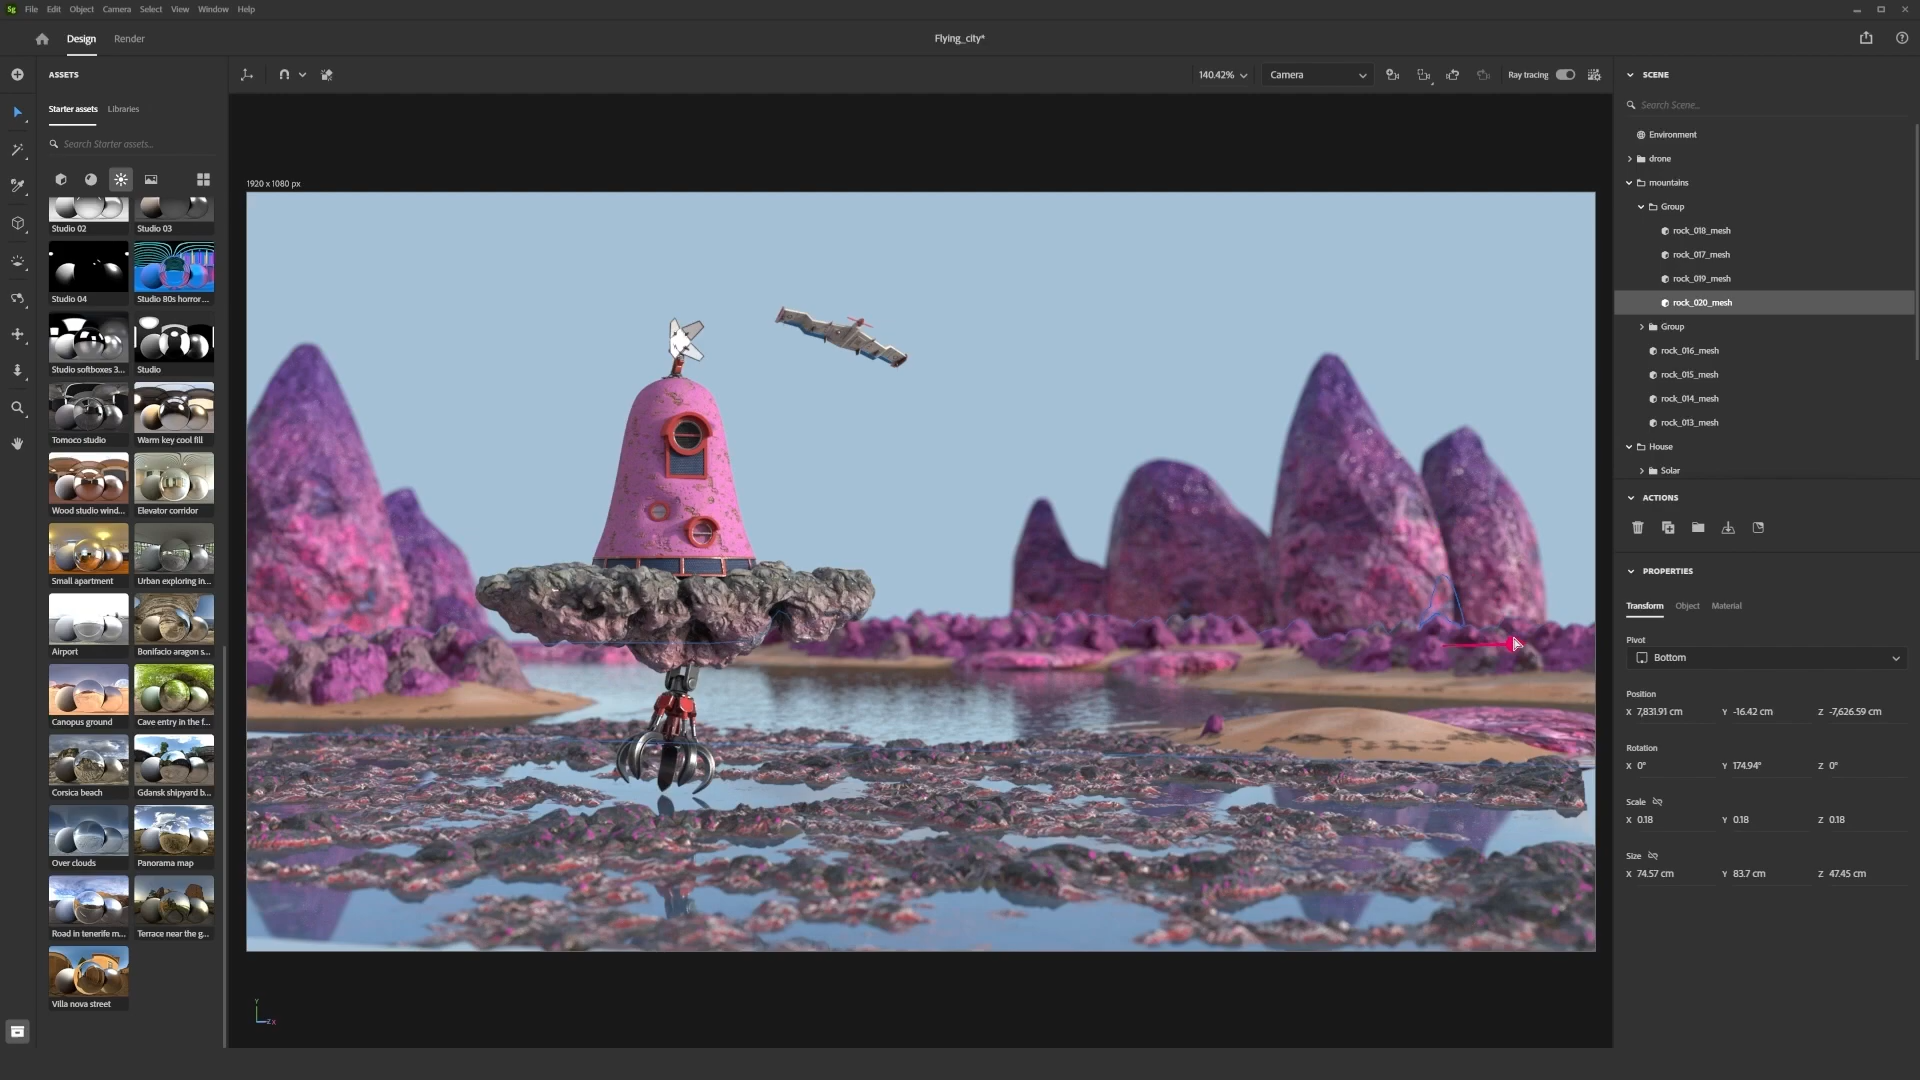 Sg File Edit Object Camera Select View Window Help
Design Render
Flying_city*
ASSETS
Starter assets Libraries
Search Starter assets...
Studio 02 Studio 03
Studio 04 Studio 80s horror ...
Studio softboxes 3... Studio
Tomoco studio Warm key cool fill
Wood studio wind... Elevator corridor
Small apartment Urban exploring in...
Airport Bonifacio aragon s...
Canopus ground Cave entry in the f...
Corsica beach Gdansk shipyard b...
Over clouds Panorama map
Road in tenerife m... Terrace near the g...
Villa nova street
140.42% Camera Ray tracing
1920 x 1080 px
Y
Z X
SCENE
Search Scene...
Environment
drone
mountains
Group
rock_018_mesh
rock_017_mesh
rock_019_mesh
rock_020_mesh
Group
rock_016_mesh
rock_015_mesh
rock_014_mesh
rock_013_mesh
House
Solar
ACTIONS
PROPERTIES
Transform Object Material
Pivot
Bottom
Position
X 7,831.91 cm Y -16.42 cm Z -7,626.59 cm
Rotation
X 0° Y 174.94° Z 0°
Scale
X 0.18 Y 0.18 Z 0.18
Size
X 74.57 cm Y 83.7 cm Z 47.45 cm